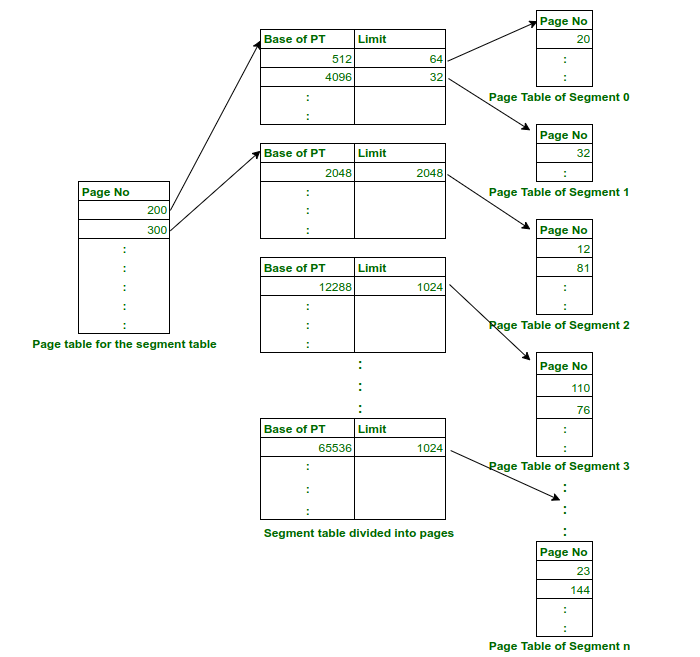 Page No
200
300
:
:
:
:
:
Page table for the segment table
Base of PT Limit
512 64
4096 32
:
:
Base of PT Limit
2048 2048
:
:
:
Base of PT Limit
12288 1024
:
:
:
:
:
:
Base of PT Limit
65536 1024
:
:
:
Segment table divided into pages
Page No
20
:
:
Page Table of Segment 0
Page No
32
:
Page Table of Segment 1
Page No
12
81
:
:
Page Table of Segment 2
Page No
110
76
:
:
Page Table of Segment 3
:
:
:
Page No
23
144
:
:
Page Table of Segment n